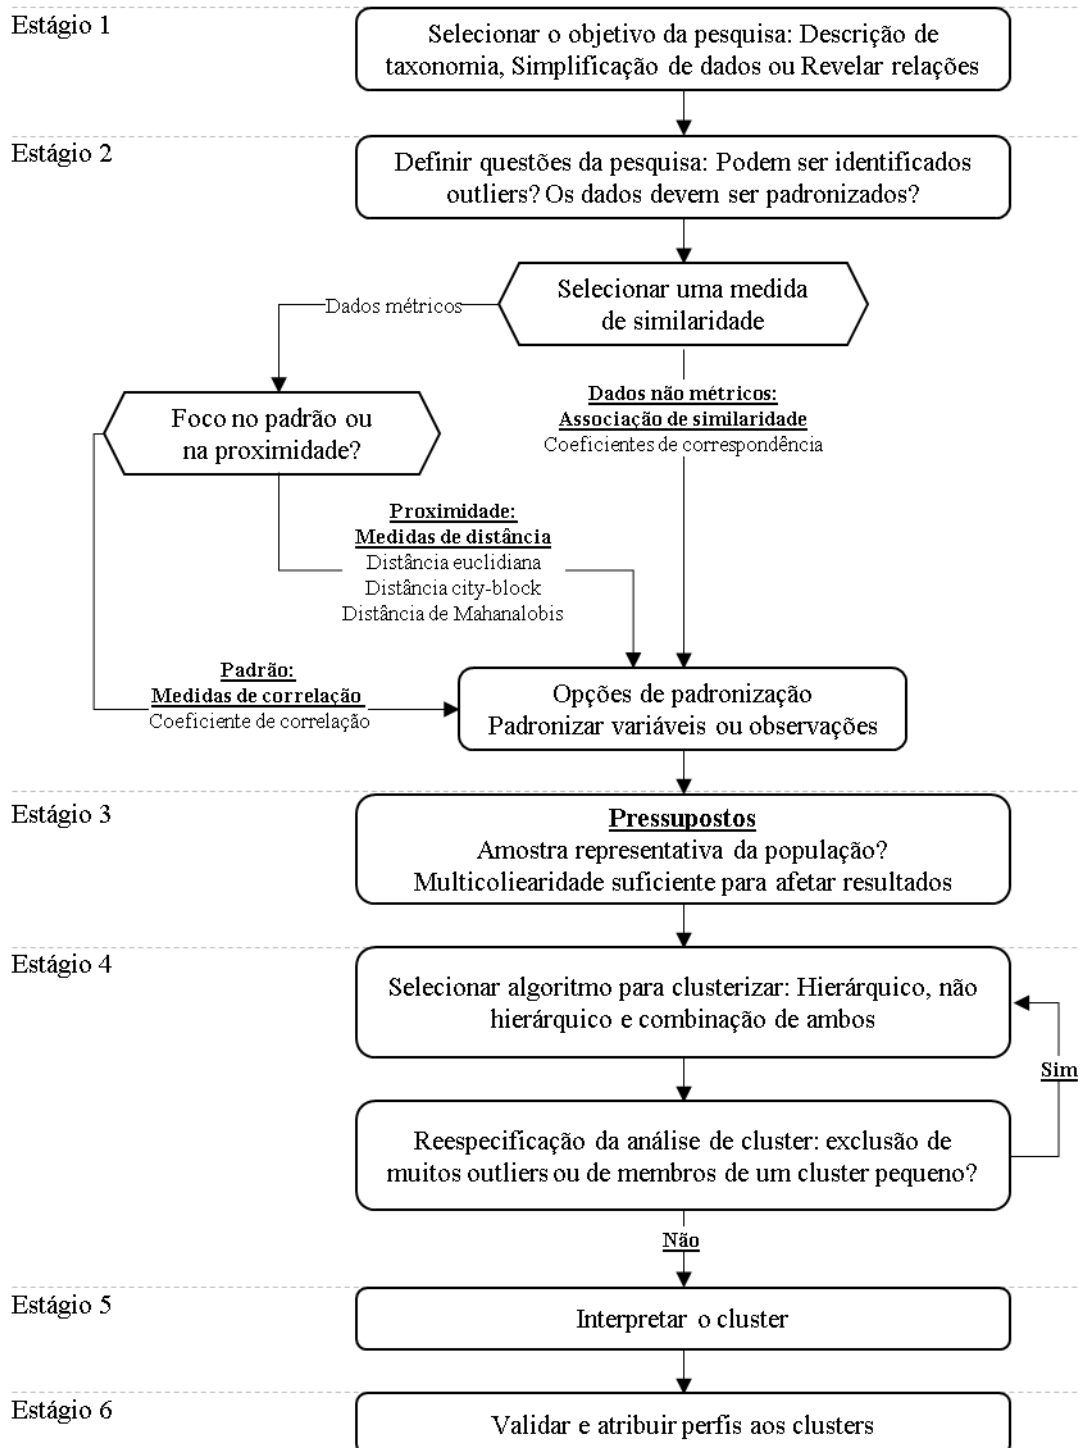 Estágio 1
Selecionar o objetivo da pesquisa: Descrição de
taxonomia, Simplificação de dados ou Revelar relações
Estágio 2
Definir questões da pesquisa: Podem ser identificados
outliers? Os dados devem ser padronizados?
Selecionar uma medida
de similaridade
Dados métricos
Dados não métricos:
Associação de similaridade
Coeficientes de correspondência
Foco no padrão ou
na proximidade?
Proximidade:
Medidas de distância
Distância euclidiana
Distância city-block
Distância de Mahanalobis
Padrão:
Medidas de correlação
Coeficiente de correlação
Opções de padronização
Padronizar variáveis ou observações
Estágio 3
Pressupostos
Amostra representativa da população?
Multicoliearidade suficiente para afetar resultados
Estágio 4
Selecionar algoritmo para clusterizar: Hierárquico, não
hierárquico e combinação de ambos
Sim
Reespecificação da análise de cluster: exclusão de
muitos outliers ou de membros de um cluster pequeno?
Não
Estágio 5
Interpretar o cluster
Estágio 6
Validar e atribuir perfis aos clusters